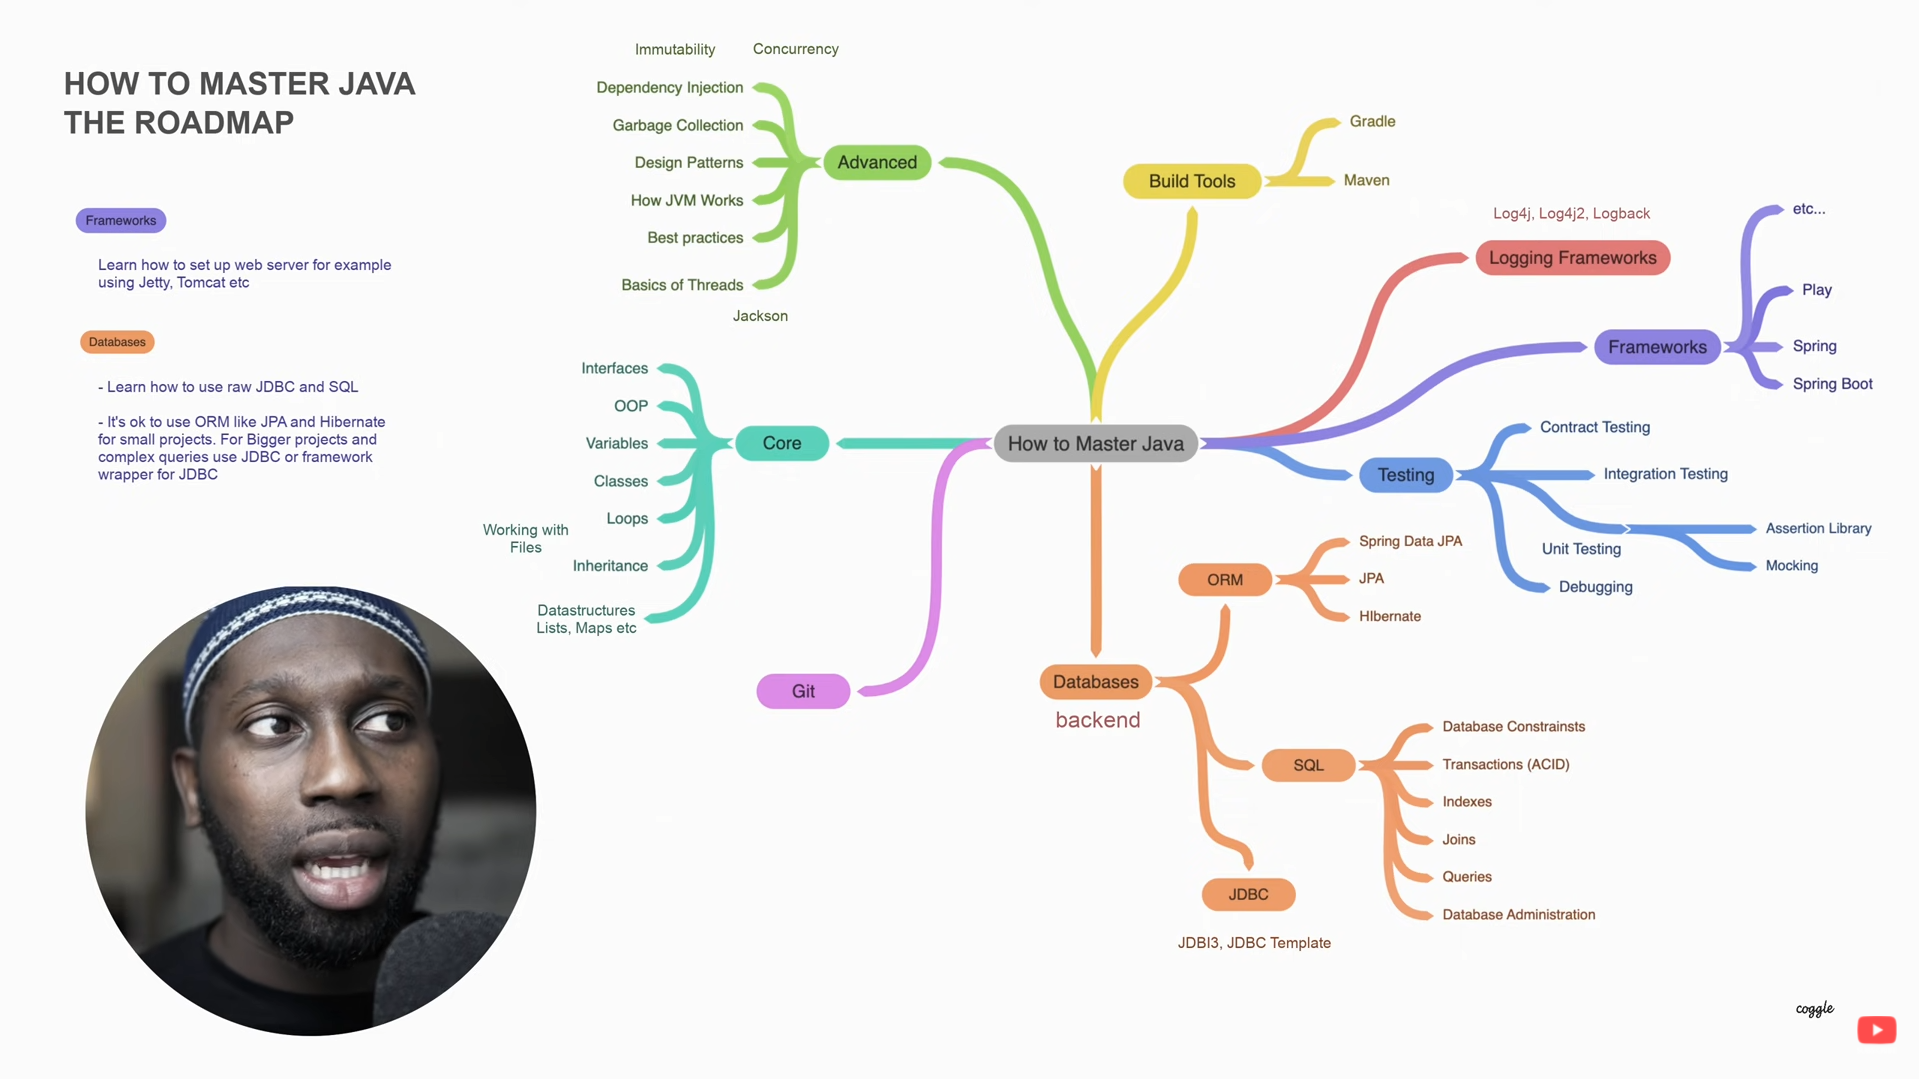 HOW TO MASTER JAVA
THE ROADMAP
Frameworks
Learn how to set up web server for example
using Jetty, Tomcat etc
Databases
- Learn how to use raw JDBC and SQL
- It's ok to use ORM like JPA and Hibernate
for small projects. For Bigger projects and
complex queries use JDBC or framework
wrapper for JDBC
Immutability
Concurrency
Dependency Injection
Garbage Collection
Design Patterns
How JVM Works
Best practices
Basics of Threads
Jackson
Advanced
Interfaces
OOP
Variables
Classes
Loops
Working with
Files
Inheritance
Datastructures
Lists, Maps etc
Core
Git
How to Master Java
Build Tools
Gradle
Maven
Log4j, Log4j2, Logback
Logging Frameworks
Frameworks
etc...
Play
Spring
Spring Boot
Testing
Contract Testing
Integration Testing
Unit Testing
Assertion Library
Mocking
Debugging
Databases
backend
ORM
Spring Data JPA
JPA
HIbernate
SQL
Database Constrainsts
Transactions (ACID)
Indexes
Joins
Queries
Database Administration
JDBC
JDBI3, JDBC Template
coggle